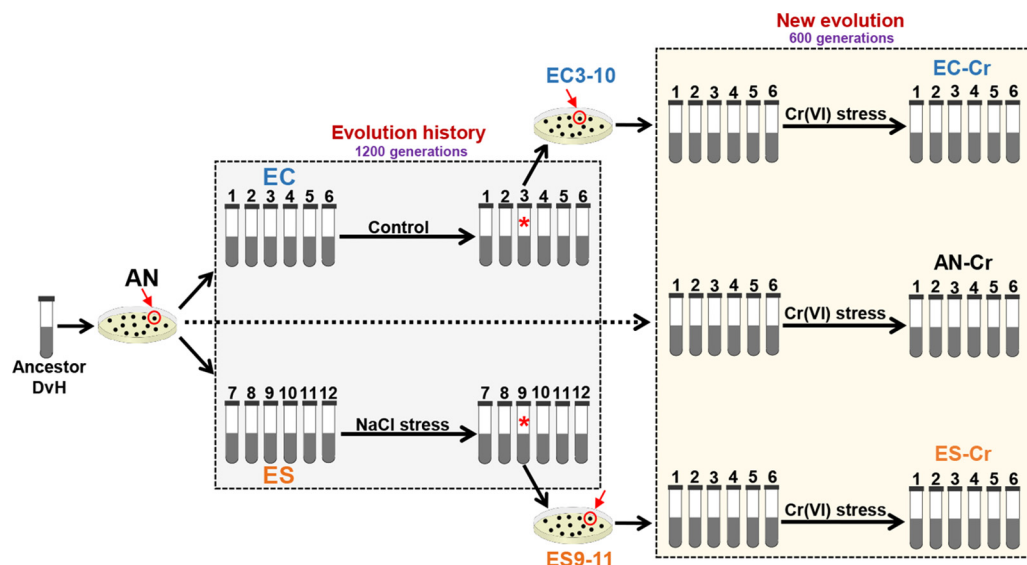 New evolution
600 generations
EC3-10
EC-Cr
1 2 3 4 5 6
Cr(VI) stress
1 2 3 4 5 6
Evolution history
1200 generations
EC
1 2 3 4 5 6
Control
1 2 3 4 5 6
*
AN
Ancestor
DvH
AN-Cr
1 2 3 4 5 6
Cr(VI) stress
1 2 3 4 5 6
7 8 9 10 11 12
NaCl stress
7 8 9 10 11 12
*
ES
ES9-11
ES-Cr
1 2 3 4 5 6
Cr(VI) stress
1 2 3 4 5 6